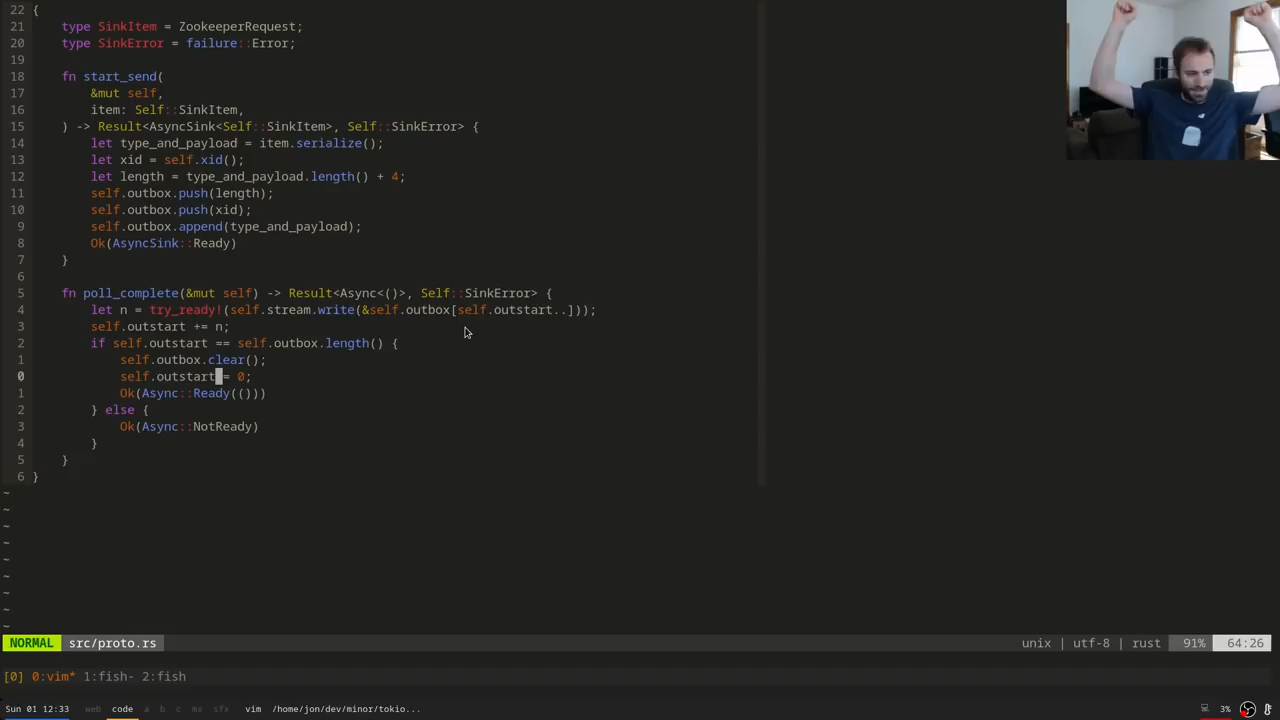 22 {
21     type SinkItem = ZookeeperRequest;
20     type SinkError = failure::Error;
19
18     fn start_send(
17         &mut self,
16         item: Self::SinkItem,
15     ) -> Result<AsyncSink<Self::SinkItem>, Self::SinkError> {
14         let type_and_payload = item.serialize();
13         let xid = self.xid();
12         let length = type_and_payload.length() + 4;
11         self.outbox.push(length);
10         self.outbox.push(xid);
9         self.outbox.append(type_and_payload);
8         Ok(AsyncSink::Ready)
7     }
6
5     fn poll_complete(&mut self) -> Result<Async<()>, Self::SinkError> {
4         let n = try_ready!(self.stream.write(&self.outbox[self.outstart..]));
3         self.outstart += n;
2         if self.outstart == self.outbox.length() {
1             self.outbox.clear();
0             self.outstart = 0;
1             Ok(Async::Ready(()))
2         } else {
3             Ok(Async::NotReady)
4         }
5     }
6 }
~
~
~
~
~
~
~
~
~
NORMAL src/proto.rs unix | utf-8 | rust 91% 64:26
[0] 0:vim* 1:fish- 2:fish
Sun 01 12:33 web code a b c mx sfx vim /home/jon/dev/minor/tokio... 3%